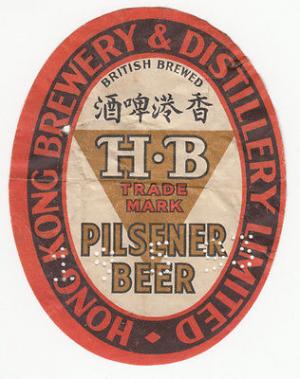 HONG KONG BREWERY & DISTILLERY LIMITED
BRITISH BREWED
香港啤酒
H·B
TRADE
MARK
PILSENER
BEER